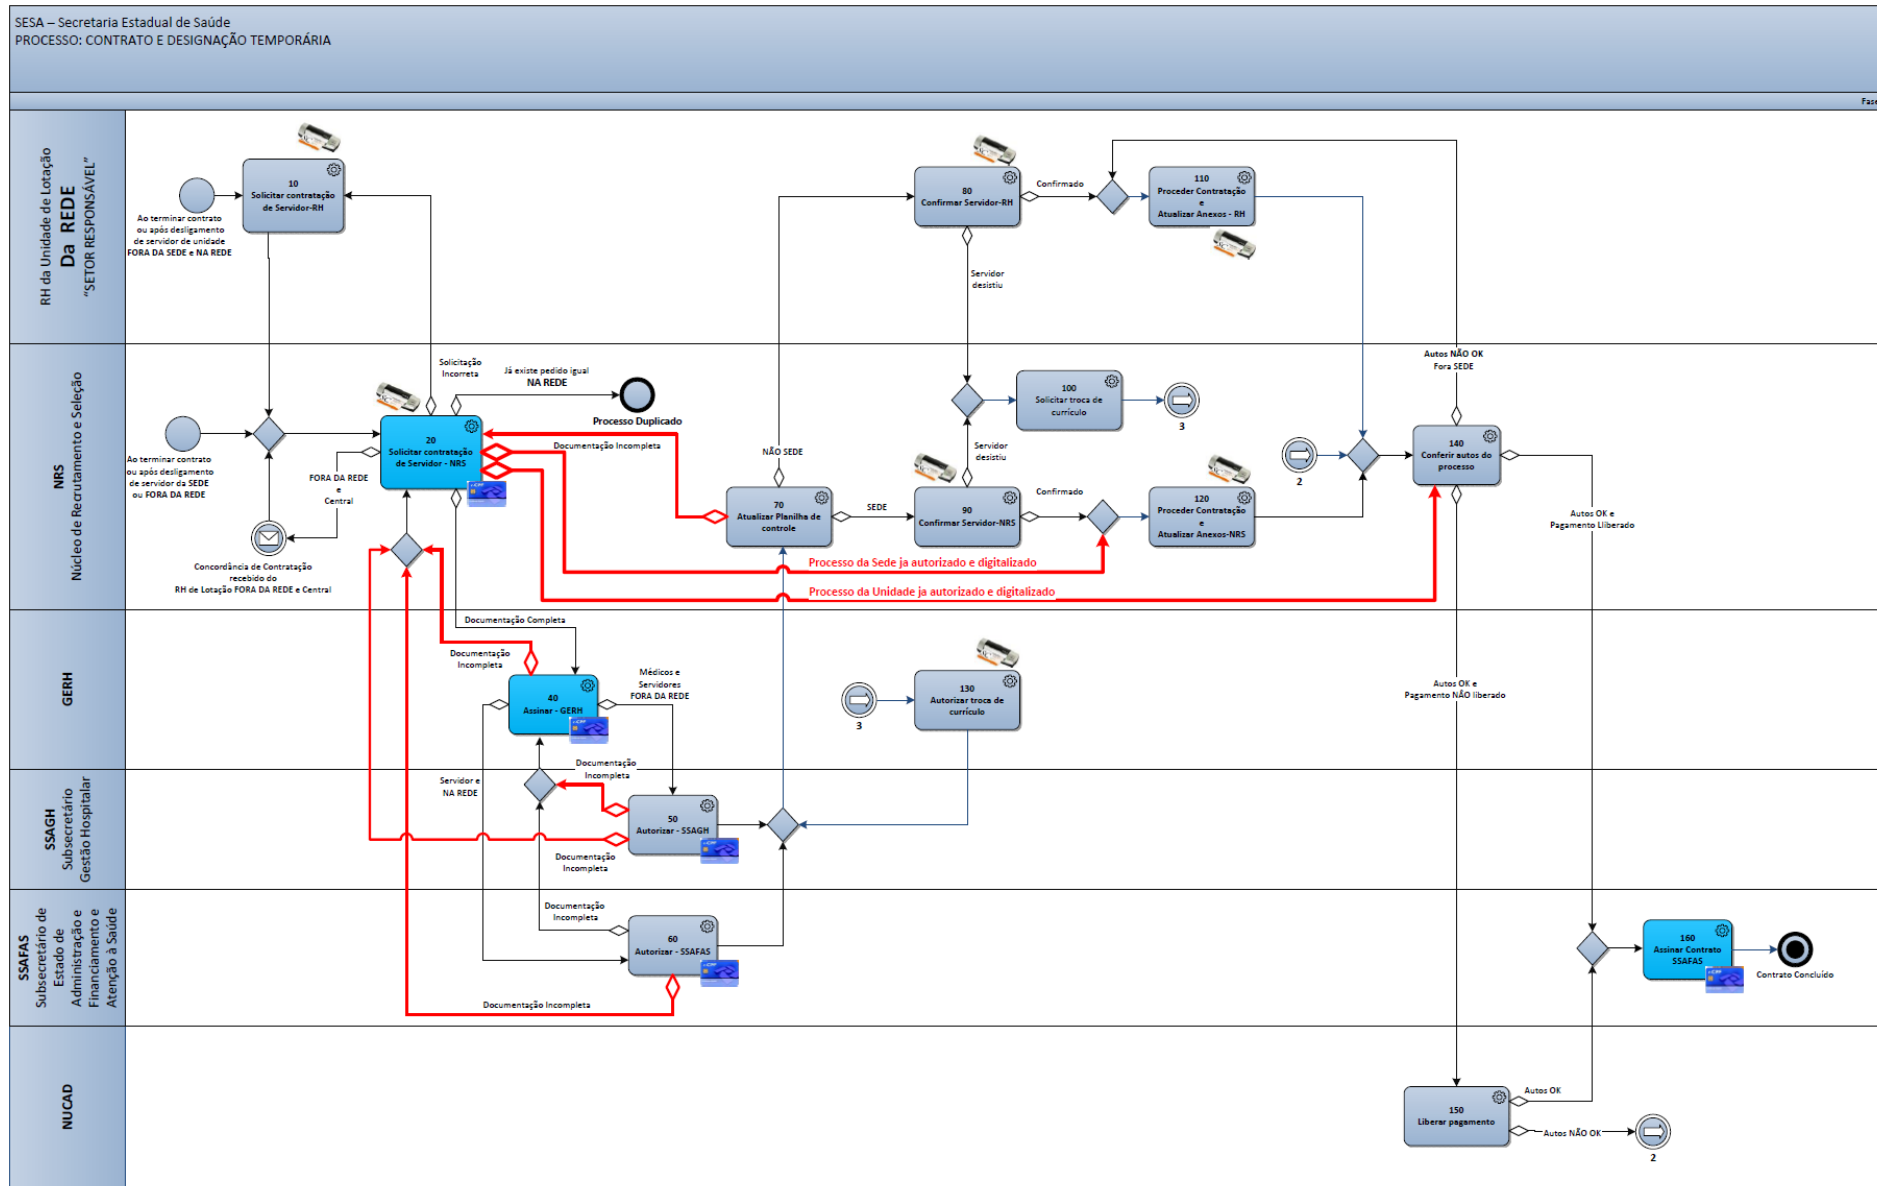 SESA – Secretaria Estadual de Saúde
PROCESSO: CONTRATO E DESIGNAÇÃO TEMPORÁRIA
Fase
RH da Unidade de Lotação
Da REDE
"SETOR RESPONSÁVEL"
10
Solicitar contratação
de Servidor-RH
Ao terminar contrato
ou após desligamento
de servidor de unidade
FORA DA SEDE e NA REDE
80
Confirmar Servidor-RH
Confirmado
110
Proceder Contratação
e
Atualizar Anexos - RH
Servidor
desistiu
NRS
Núcleo de Recrutamento e Seleção
Solicitação
Incorreta
Já existe pedido igual
NA REDE
Processo Duplicado
Ao terminar contrato
ou após desligamento
de servidor da SEDE
ou FORA DA REDE
20
Solicitar contratação
de Servidor - NRS
Documentação Incompleta
FORA DA REDE
e
Central
Concordância de Contratação
recebido do
RH de Lotação FORA DA REDE e Central
NÃO SEDE
70
Atualizar Planilha de
controle
SEDE
90
Confirmar Servidor-NRS
Servidor
desistiu
Confirmado
100
Solicitar troca de
currículo
3
120
Proceder Contratação
e
Atualizar Anexos-NRS
2
Autos NÃO OK
Fora SEDE
140
Conferir autos do
processo
Autos OK e
Pagamento Lliberado
Processo da Sede ja autorizado e digitalizado
Processo da Unidade ja autorizado e digitalizado
GERH
Documentação Completa
Documentação
Incompleta
40
Assinar - GERH
Médicos e
Servidores
FORA DA REDE
3
130
Autorizar troca de
currículo
Autos OK e
Pagamento NÃO liberado
SSAGH
Subsecretário
Gestão Hospitalar
Servidor e
NA REDE
Documentação
Incompleta
50
Autorizar - SSAGH
Documentação
Incompleta
SSAFAS
Subsecretário de
Estado de
Administração e
Financiamento e
Atenção à Saúde
Documentação
Incompleta
60
Autorizar - SSAFAS
Documentação Incompleta
160
Assinar Contrato
SSAFAS
Contrato Concluído
NUCAD
150
Liberar pagamento
Autos OK
Autos NÃO OK
2